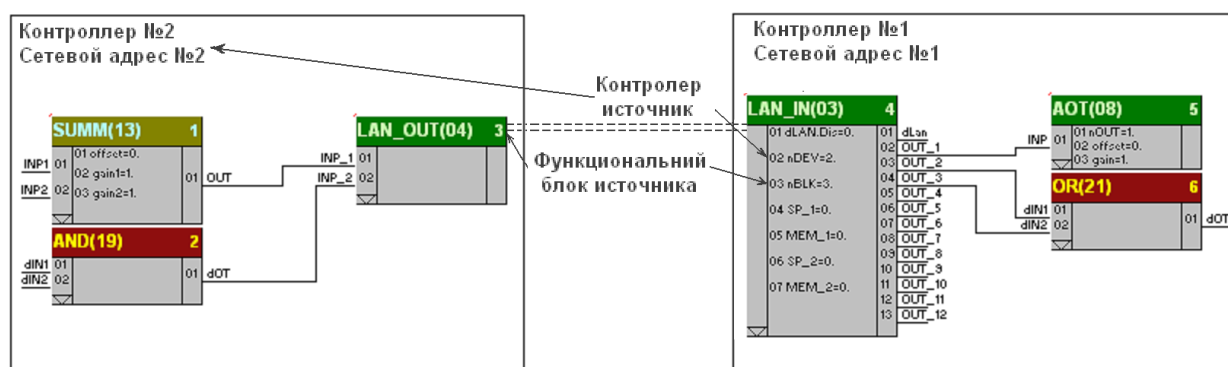 Контроллер №2
Сетевой адрес №2
Контролер
источник
Функциональний
блок источника
Контроллер №1
Сетевой адрес №1
SUMM(13) 1
INP1 01
INP2 02
01 offset=0.
02 gain1=1.
03 gain2=1.
01 OUT
AND(19) 2
dIN1 01
dIN2 02
01 dOT
LAN_OUT(04) 3
INP_1 01
INP_2 02
LAN_IN(03) 4
01 dLAN.Dis=0.
02 nDEV=2.
03 nBLK=3.
04 SP_1=0.
05 MEM_1=0.
06 SP_2=0.
07 MEM_2=0.
01 dLan
02 OUT_1
03 OUT_2
04 OUT_3
05 OUT_4
06 OUT_5
07 OUT_6
08 OUT_7
09 OUT_8
10 OUT_9
11 OUT_10
12 OUT_11
13 OUT_12
AOT(08) 5
INP 01
01 nOUT=1.
02 offset=0.
03 gain=1.
OR(21) 6
dIN1 01
dIN2 02
01 dOT